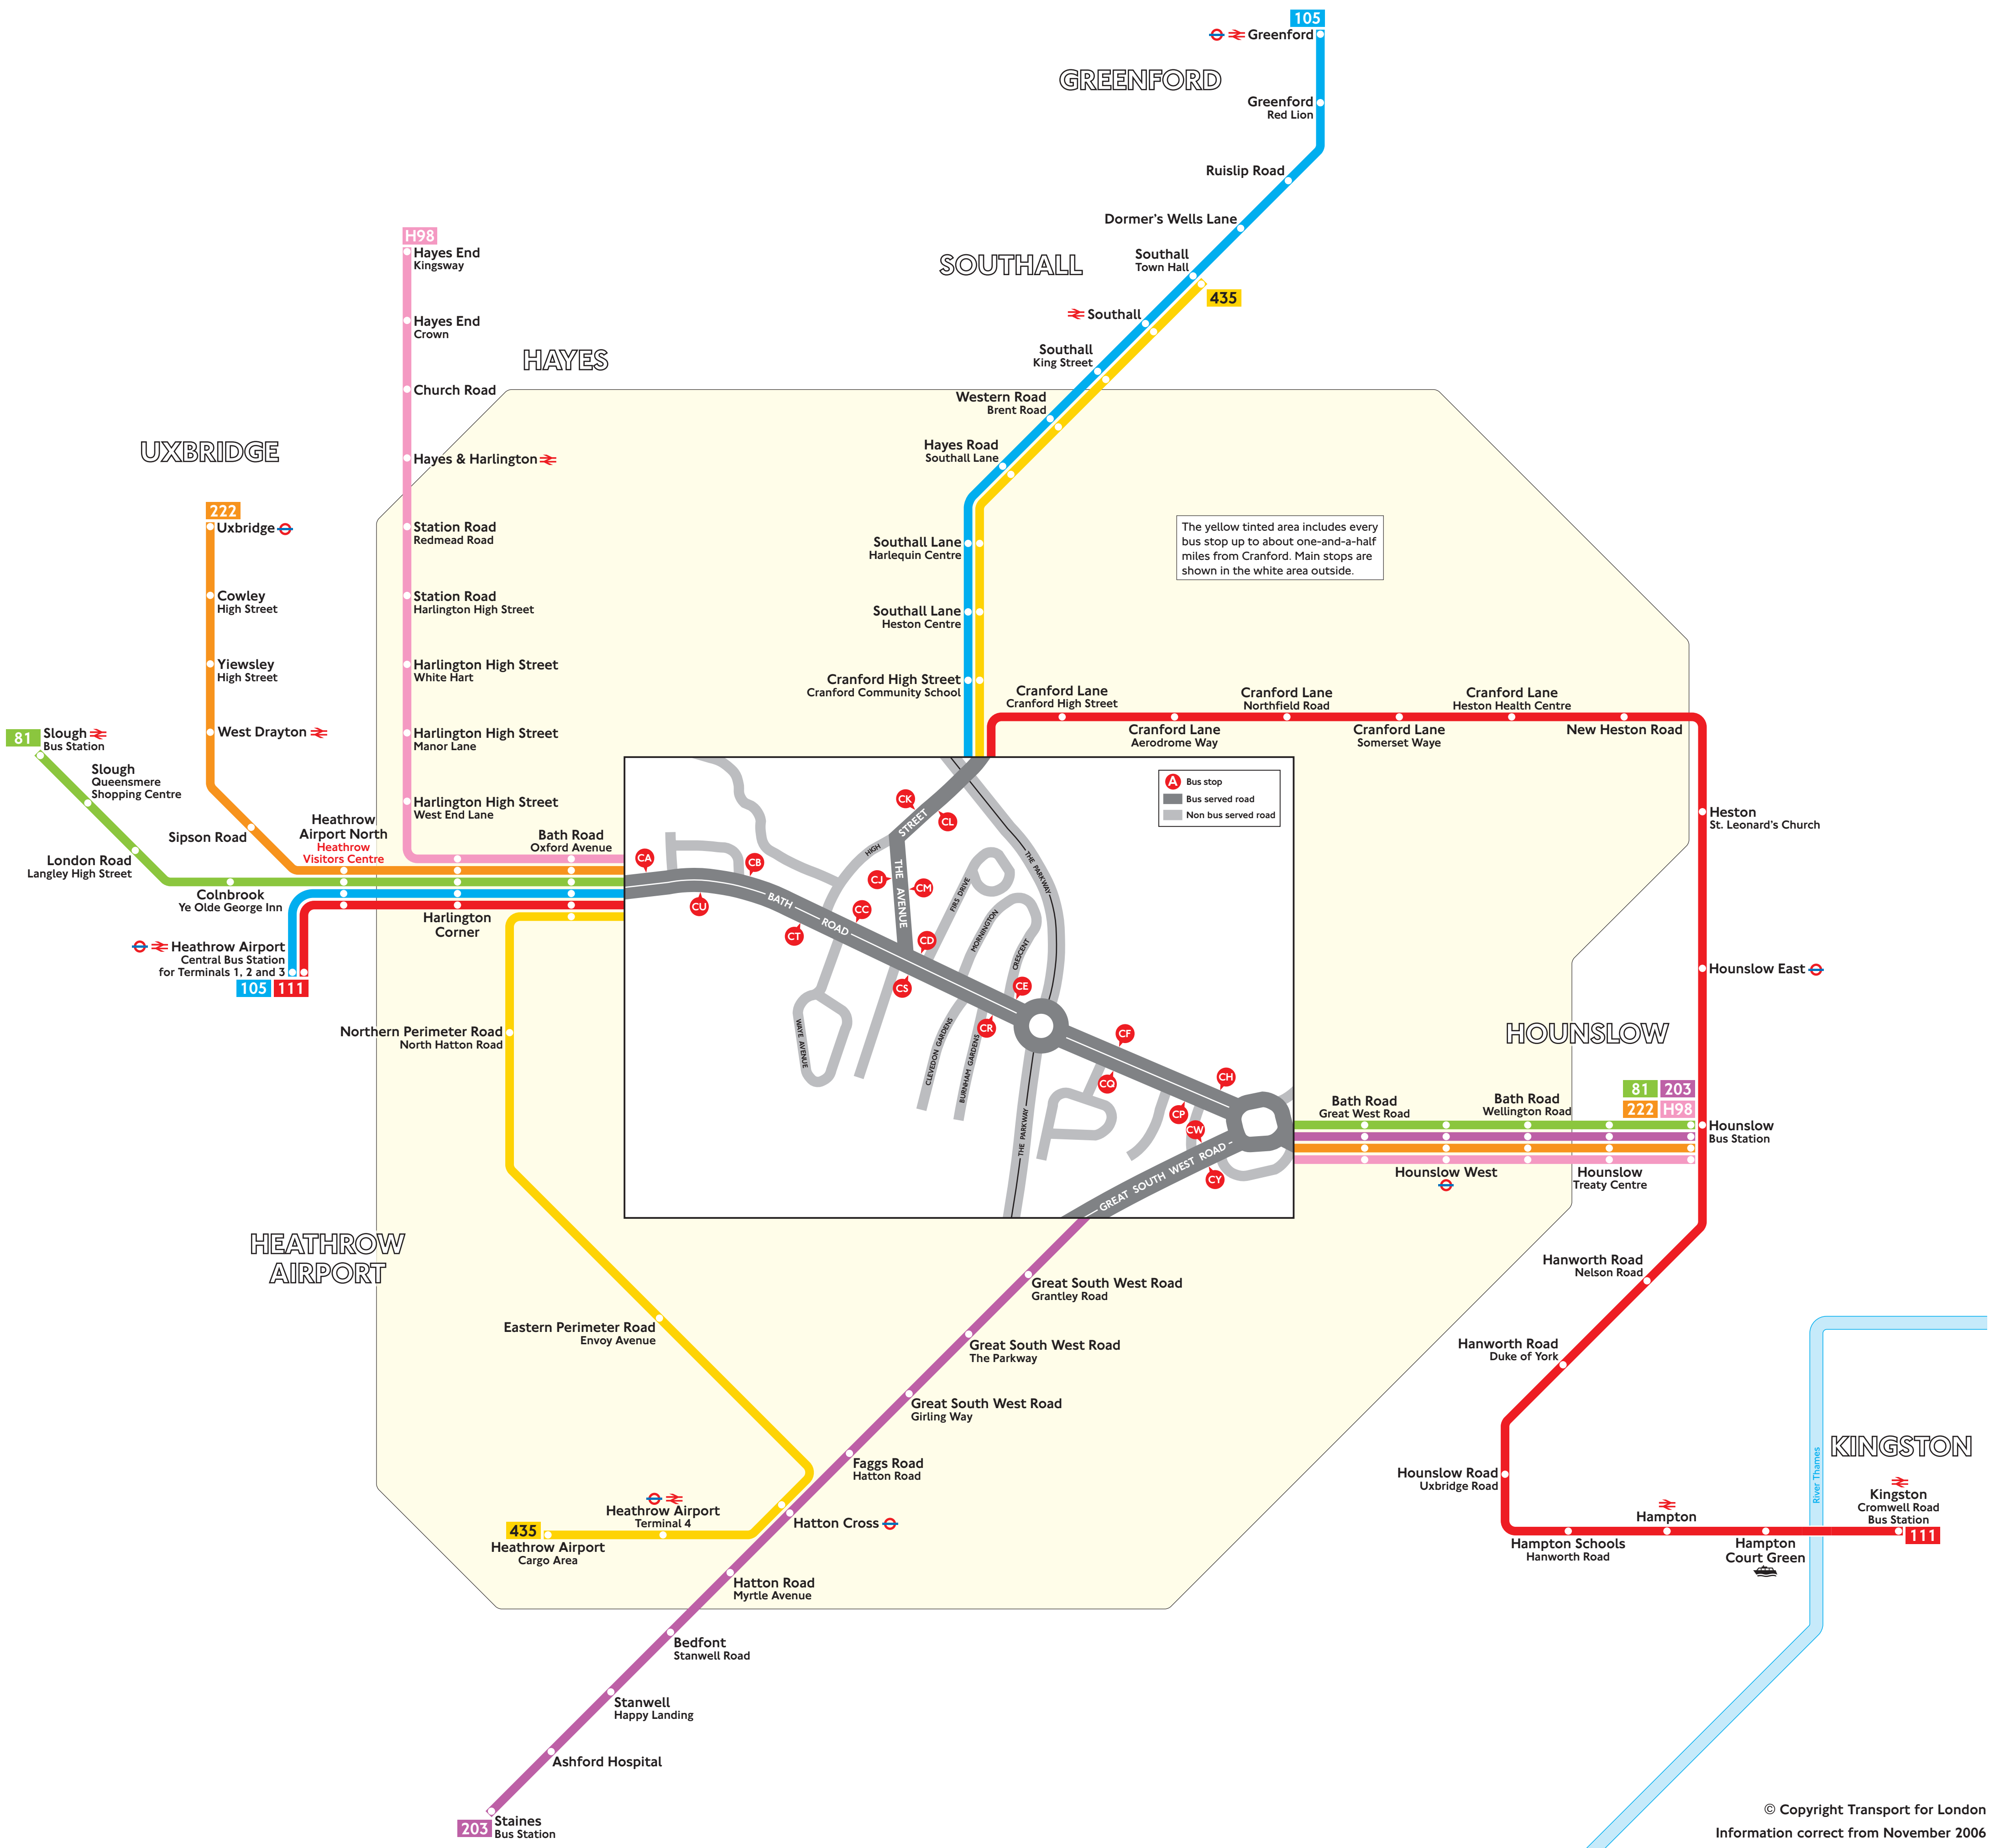 105
Greenford
GREENFORD
Greenford
Red Lion
Ruislip Road
Dormer's Wells Lane
Southall
Town Hall
SOUTHALL
435
Southall
Southall
King Street
Western Road
Brent Road
Hayes Road
Southall Lane
Southall Lane
Harlequin Centre
Southall Lane
Heston Centre
Cranford High Street
Cranford Community School
H98
Hayes End
Kingsway
Hayes End
Crown
HAYES
Church Road
Hayes & Harlington
Station Road
Redmead Road
Station Road
Harlington High Street
Harlington High Street
White Hart
Harlington High Street
Manor Lane
Harlington High Street
West End Lane
UXBRIDGE
222
Uxbridge
Cowley
High Street
Yiewsley
High Street
West Drayton
Sipson Road
81
Slough
Bus Station
Slough
Queensmere
Shopping Centre
London Road
Langley High Street
Colnbrook
Ye Olde George Inn
Heathrow
Airport North
Heathrow
Visitors Centre
Bath Road
Oxford Avenue
Harlington
Corner
Heathrow Airport
Central Bus Station
for Terminals 1, 2 and 3
105 111
The yellow tinted area includes every
bus stop up to about one-and-a-half
miles from Cranford. Main stops are
shown in the white area outside.
Cranford Lane
Cranford High Street
Cranford Lane
Aerodrome Way
Cranford Lane
Northfield Road
Cranford Lane
Somerset Waye
Cranford Lane
Heston Health Centre
New Heston Road
Heston
St. Leonard's Church
Hounslow East
HOUNSLOW
81 203
222 H98
Hounslow
Bus Station
Bath Road
Great West Road
Bath Road
Wellington Road
Hounslow West
Hounslow
Treaty Centre
A Bus stop
Bus served road
Non bus served road
CA
CB
CU
CT
CC
CJ
CM
CK
CL
CD
CS
CE
CR
CF
CQ
CH
CP
CW
CY
HIGH
STREET
THE AVENUE
BATH
ROAD
FIRS DRIVE
MORNINGTON
CRESCENT
THE PARKWAY
WAYE AVENUE
CLEVEDON GARDENS
BURNHAM GARDENS
THE PARKWAY
GREAT SOUTH WEST ROAD
Northern Perimeter Road
North Hatton Road
HEATHROW
AIRPORT
Eastern Perimeter Road
Envoy Avenue
Heathrow Airport
Terminal 4
435
Heathrow Airport
Cargo Area
Great South West Road
Grantley Road
Great South West Road
The Parkway
Great South West Road
Girling Way
Faggs Road
Hatton Road
Hatton Cross
Hatton Road
Myrtle Avenue
Bedfont
Stanwell Road
Stanwell
Happy Landing
Ashford Hospital
203
Staines
Bus Station
Hanworth Road
Nelson Road
Hanworth Road
Duke of York
Hounslow Road
Uxbridge Road
Hampton Schools
Hanworth Road
Hampton
Hampton
Court Green
River Thames
KINGSTON
Kingston
Cromwell Road
Bus Station
111
© Copyright Transport for London
Information correct from November 2006